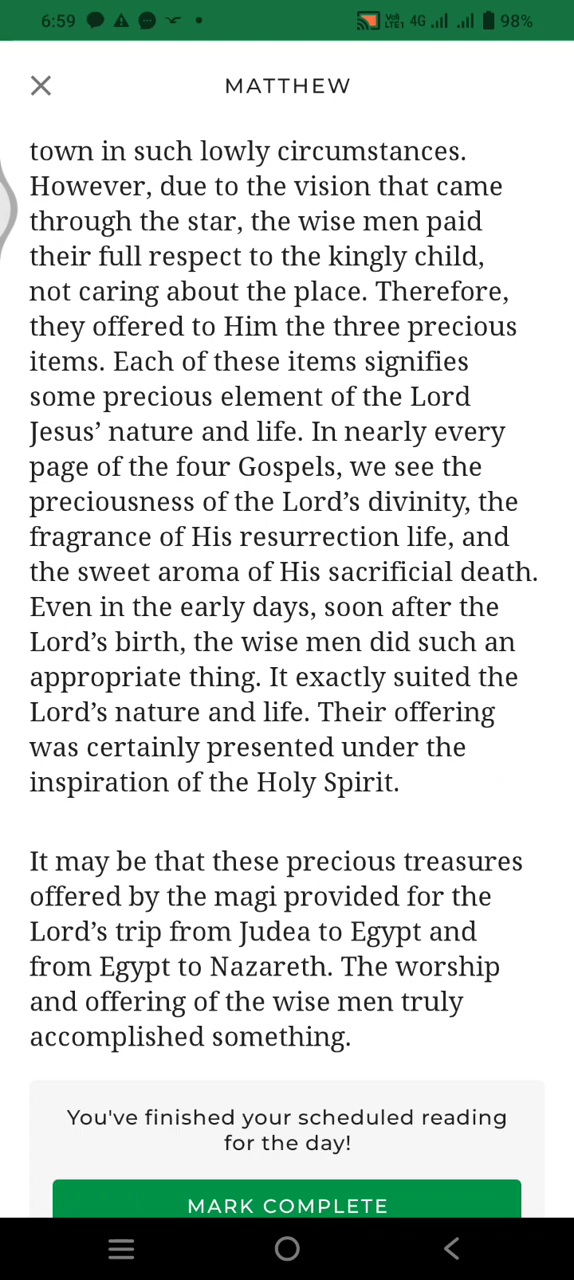 6:59
Vo)) LTE1 4G 98%
MATTHEW
town in such lowly circumstances.
However, due to the vision that came
through the star, the wise men paid
their full respect to the kingly child,
not caring about the place. Therefore,
they offered to Him the three precious
items. Each of these items signifies
some precious element of the Lord
Jesus’ nature and life. In nearly every
page of the four Gospels, we see the
preciousness of the Lord’s divinity, the
fragrance of His resurrection life, and
the sweet aroma of His sacrificial death.
Even in the early days, soon after the
Lord’s birth, the wise men did such an
appropriate thing. It exactly suited the
Lord’s nature and life. Their offering
was certainly presented under the
inspiration of the Holy Spirit.
It may be that these precious treasures
offered by the magi provided for the
Lord’s trip from Judea to Egypt and
from Egypt to Nazareth. The worship
and offering of the wise men truly
accomplished something.
You've finished your scheduled reading
for the day!
MARK COMPLETE